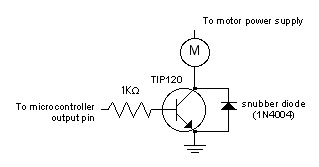 To motor power supply
M
TIP120
1KΩ
To microcontroller
output pin
snubber diode
(1N4004)